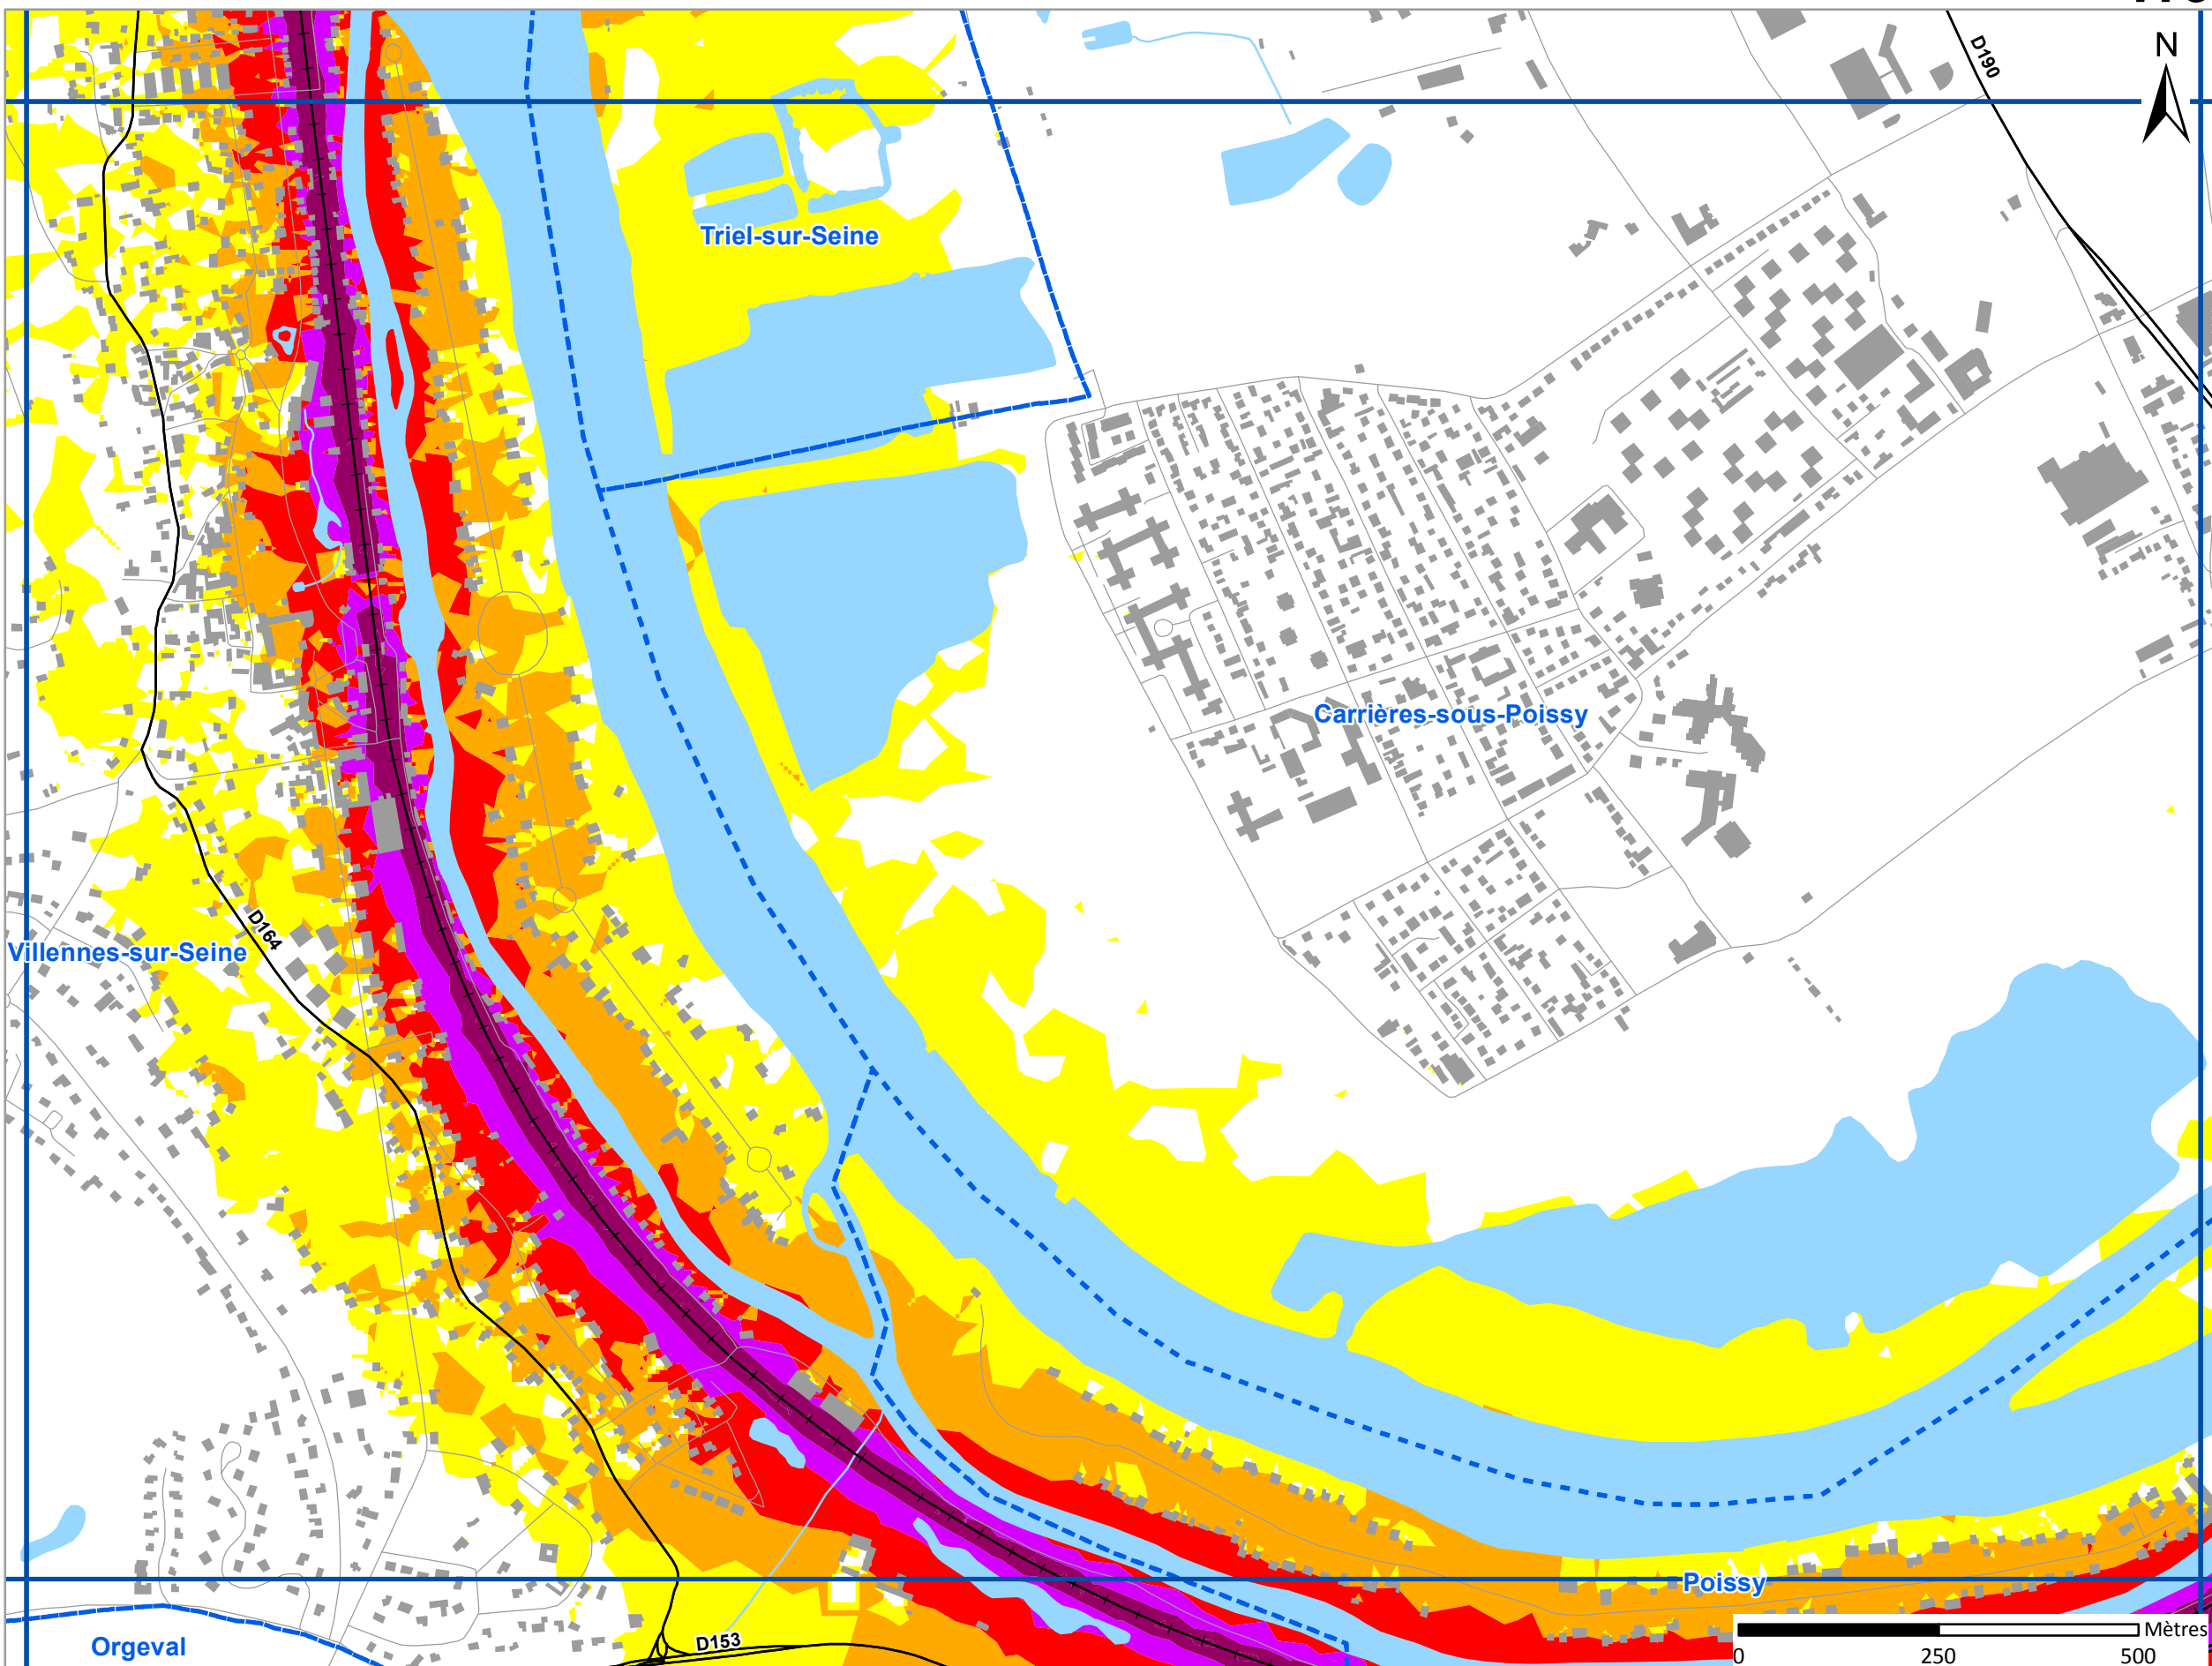 D190
N
Triel-sur-Seine
Carrières-sous-Poissy
D164
Villennes-sur-Seine
Poissy
D153
Orgeval
Mètres
0 250 500